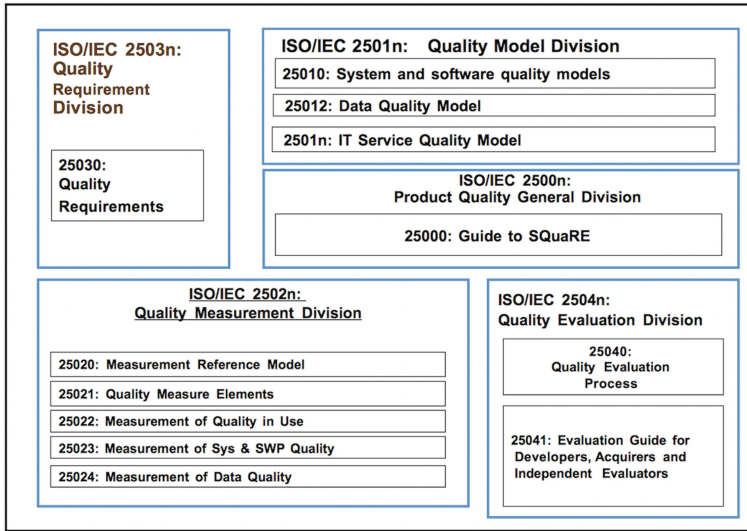 ISO/IEC 2503n:
Quality
Requirement
Division
25030:
Quality
Requirements
ISO/IEC 2501n: Quality Model Division
25010: System and software quality models
25012: Data Quality Model
2501n: IT Service Quality Model
ISO/IEC 2500n:
Product Quality General Division
25000: Guide to SQuaRE
ISO/IEC 2502n:
Quality Measurement Division
25020: Measurement Reference Model
25021: Quality Measure Elements
25022: Measurement of Quality in Use
25023: Measurement of Sys & SWP Quality
25024: Measurement of Data Quality
ISO/IEC 2504n:
Quality Evaluation Division
25040:
Quality Evaluation
Process
25041: Evaluation Guide for
Developers, Acquirers and
Independent Evaluators